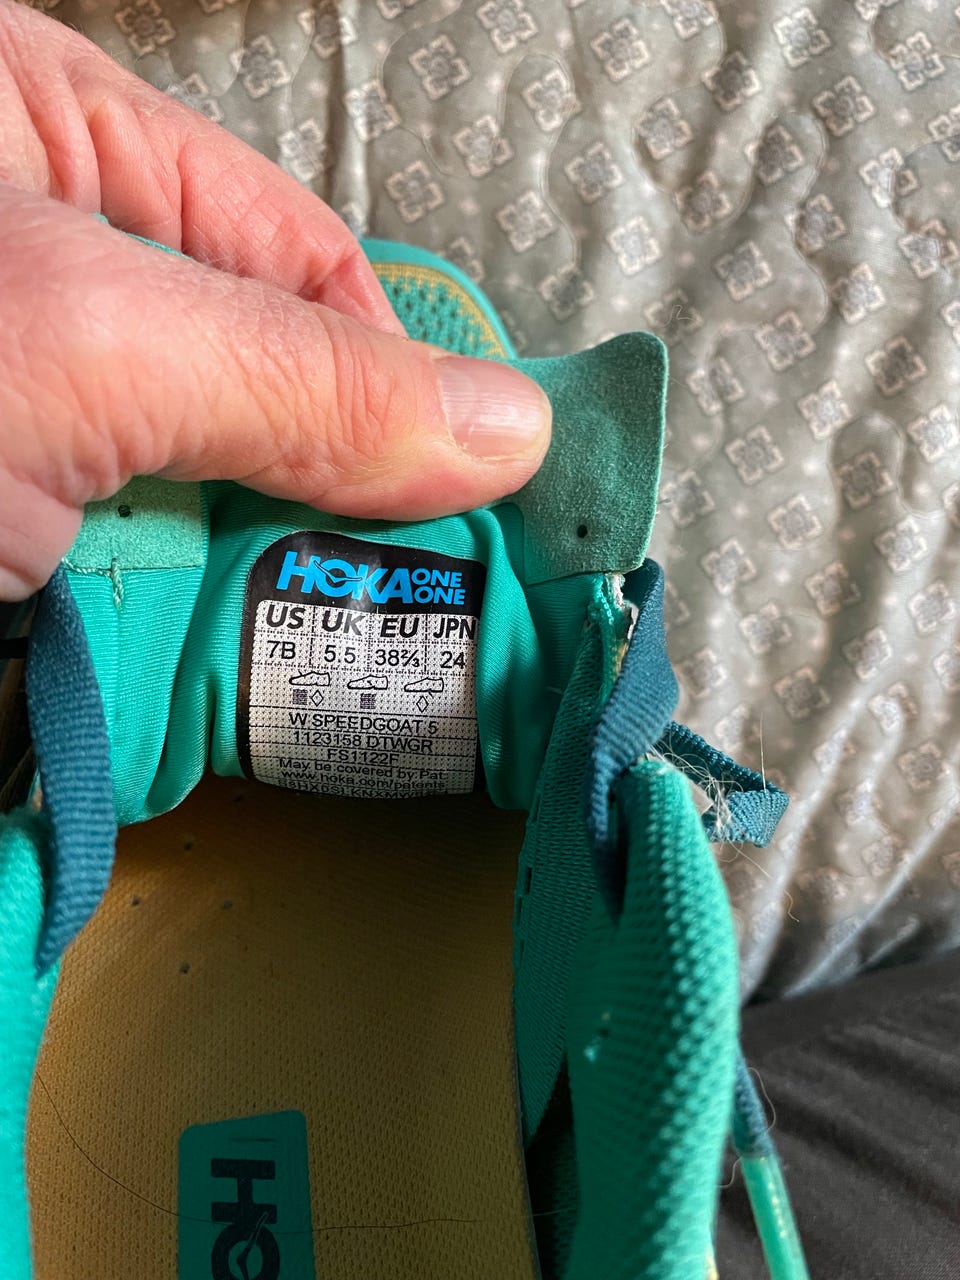 HOKA ONE ONE
US UK EU JPN
7B 5.5 38⅔ 24
W SPEEDGOAT 5
1123158 DTWGR
FS1122F
May be covered by Pat.
www.hoka.com/patents
HO